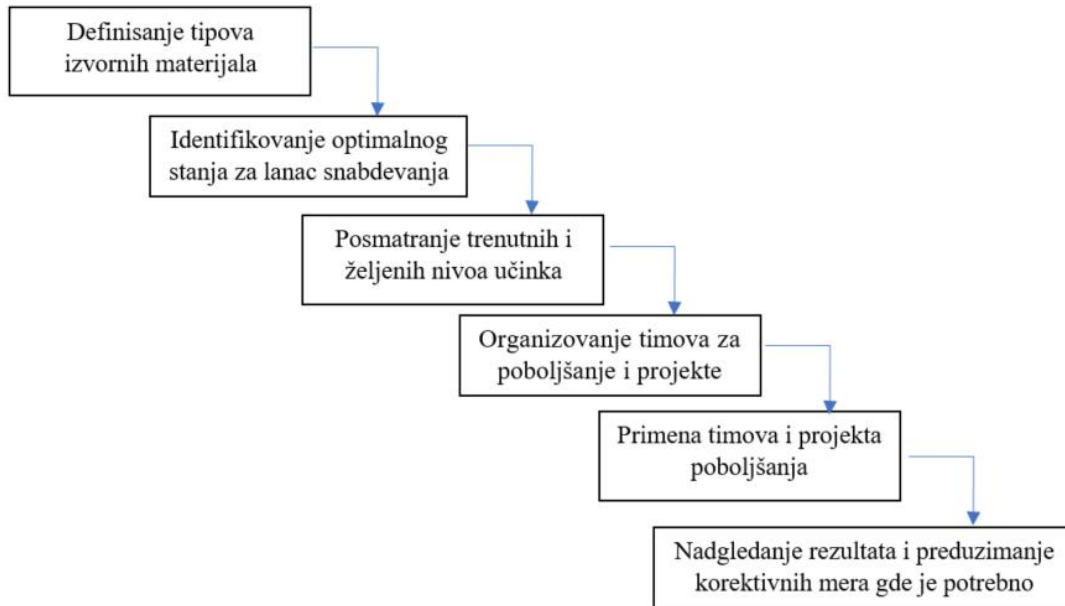 Definisanje tipova
izvornih materijala
Identifikovanje optimalnog
stanja za lanac snabdevanja
Posmatranje trenutnih i
željenih nivoa učinka
Organizovanje timova za
poboljšanje i projekte
Primena timova i projekta
poboljšanja
Nadgledanje rezultata i preduzimanje
korektivnih mera gde je potrebno